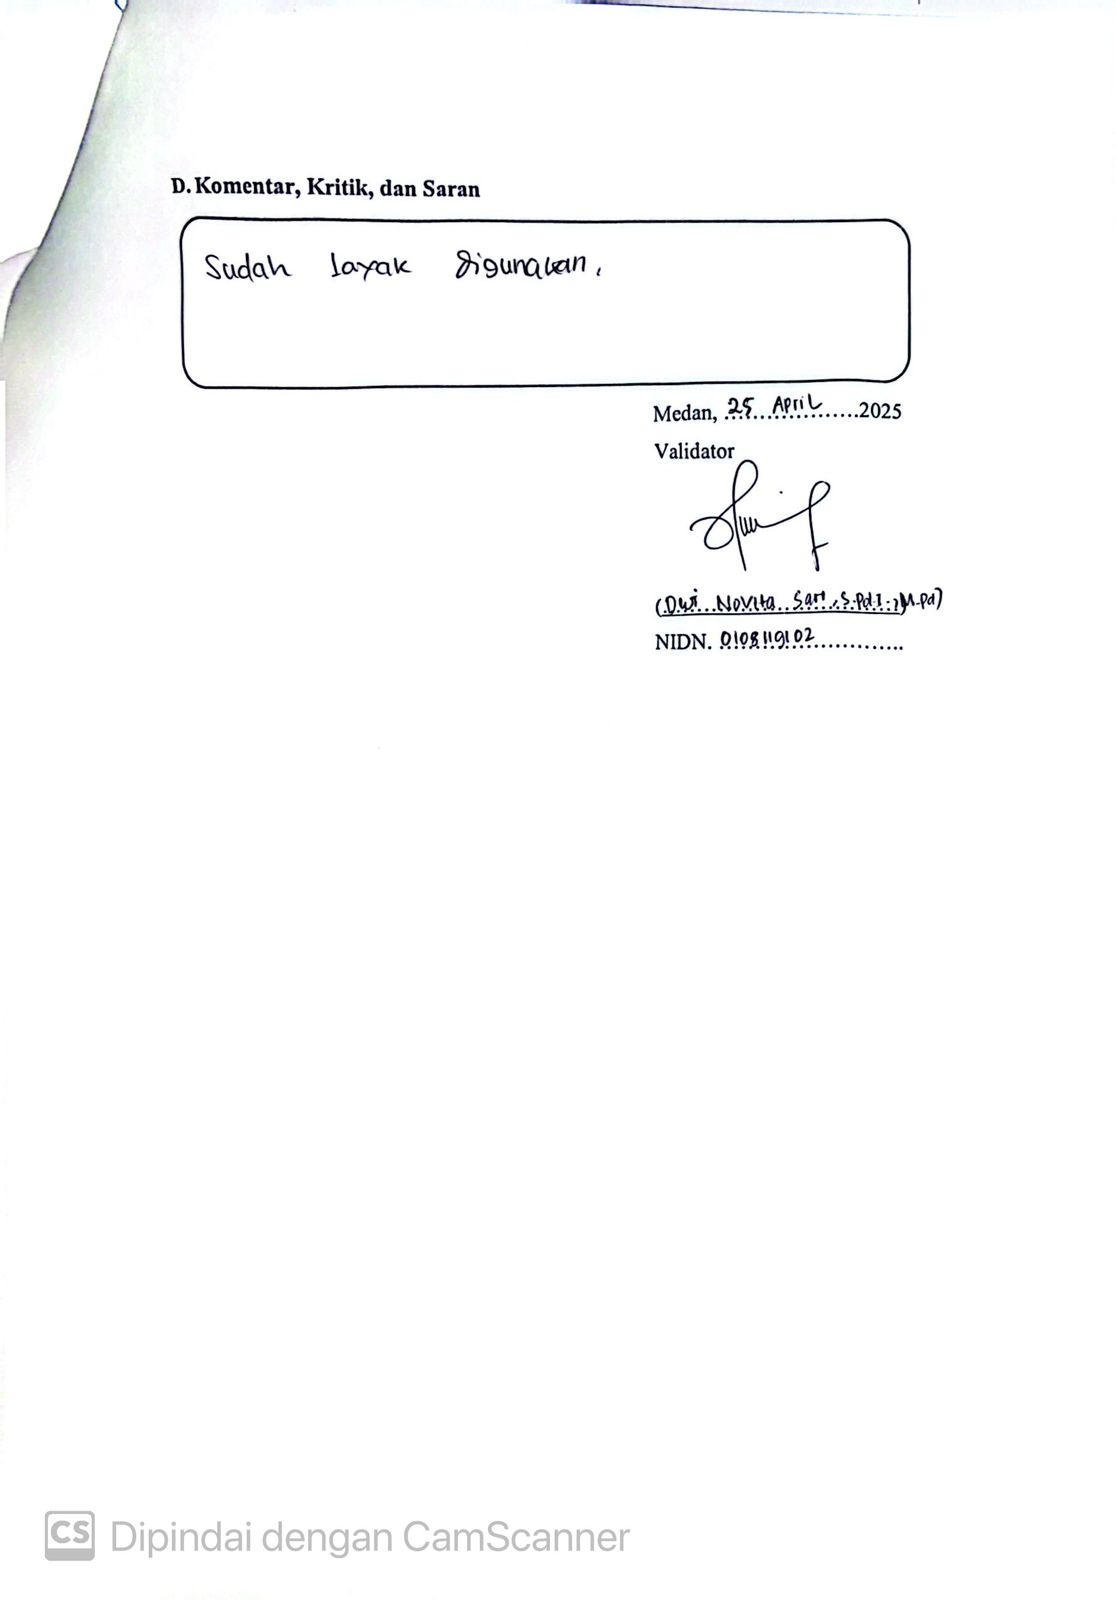 D. Komentar, Kritik, dan Saran
Sudah layak digunakan.
Medan, 25 April 2025
Validator
(Dwi Novita Sari, S.Pd.I., M.Pd)
NIDN. 0108119102
CS Dipindai dengan CamScanner